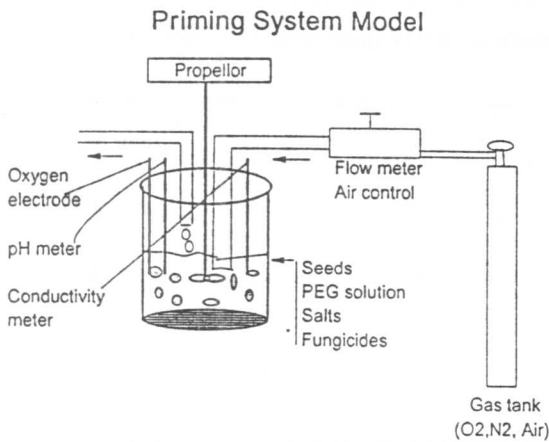 Priming System Model
Propellor
Oxygen
electrode
pH meter
Conductivity
meter
Flow meter
Air control
Seeds
PEG solution
Salts
Fungicides
Gas tank
(O2,N2, Air)